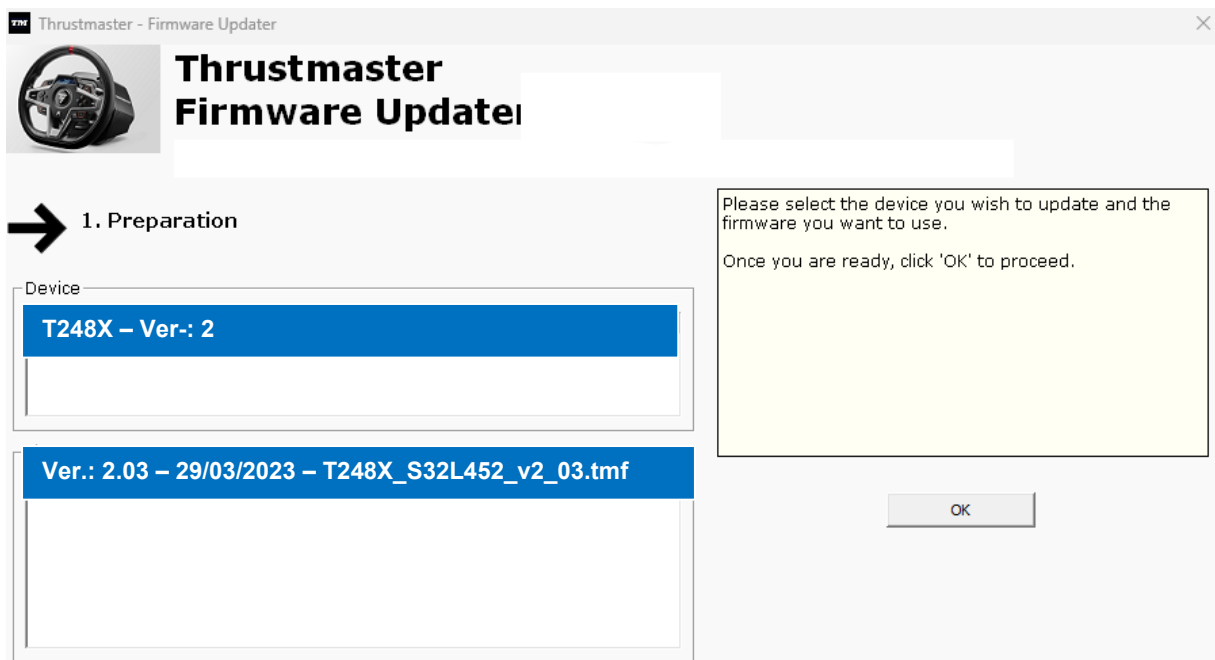 TM Thrustmaster - Firmware Updater
Thrustmaster
Firmware Updater
1. Preparation
Please select the device you wish to update and the
firmware you want to use.
Once you are ready, click 'OK' to proceed.
Device
T248X – Ver-: 2
Ver.: 2.03 – 29/03/2023 – T248X_S32L452_v2_03.tmf
OK